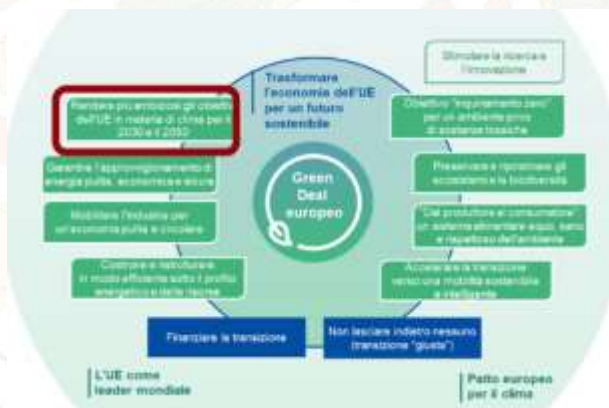 Trasformare
l'economia dell'UE
per un futuro
sostenibile
Stimolare la ricerca e
l'innovazione
Rendere più ambiziosi gli obiettivi
dell'UE in materia di clima per il
2030 e il 2050
Garantire l'approvvigionamento di
energia pulita, economica e sicura
Mobilitare l'industria per
un'economia pulita e circolare
Costruire e ristrutturare
in modo efficiente sotto il profilo
energetico e delle risorse
Green
Deal
europeo
Obiettivo "inquinamento zero"
per un ambiente privo
di sostanze tossiche
Preservare e ripristinare gli
ecosistemi e la biodiversità
"Dal produttore al consumatore"
un sistema alimentare equo, sano
e rispettoso dell'ambiente
Accelerare la transizione
verso una mobilità sostenibile
e intelligente
Finanziare la transizione
Non lasciare indietro nessuno
(transizione "giusta")
L'UE come
leader mondiale
Patto europeo
per il clima